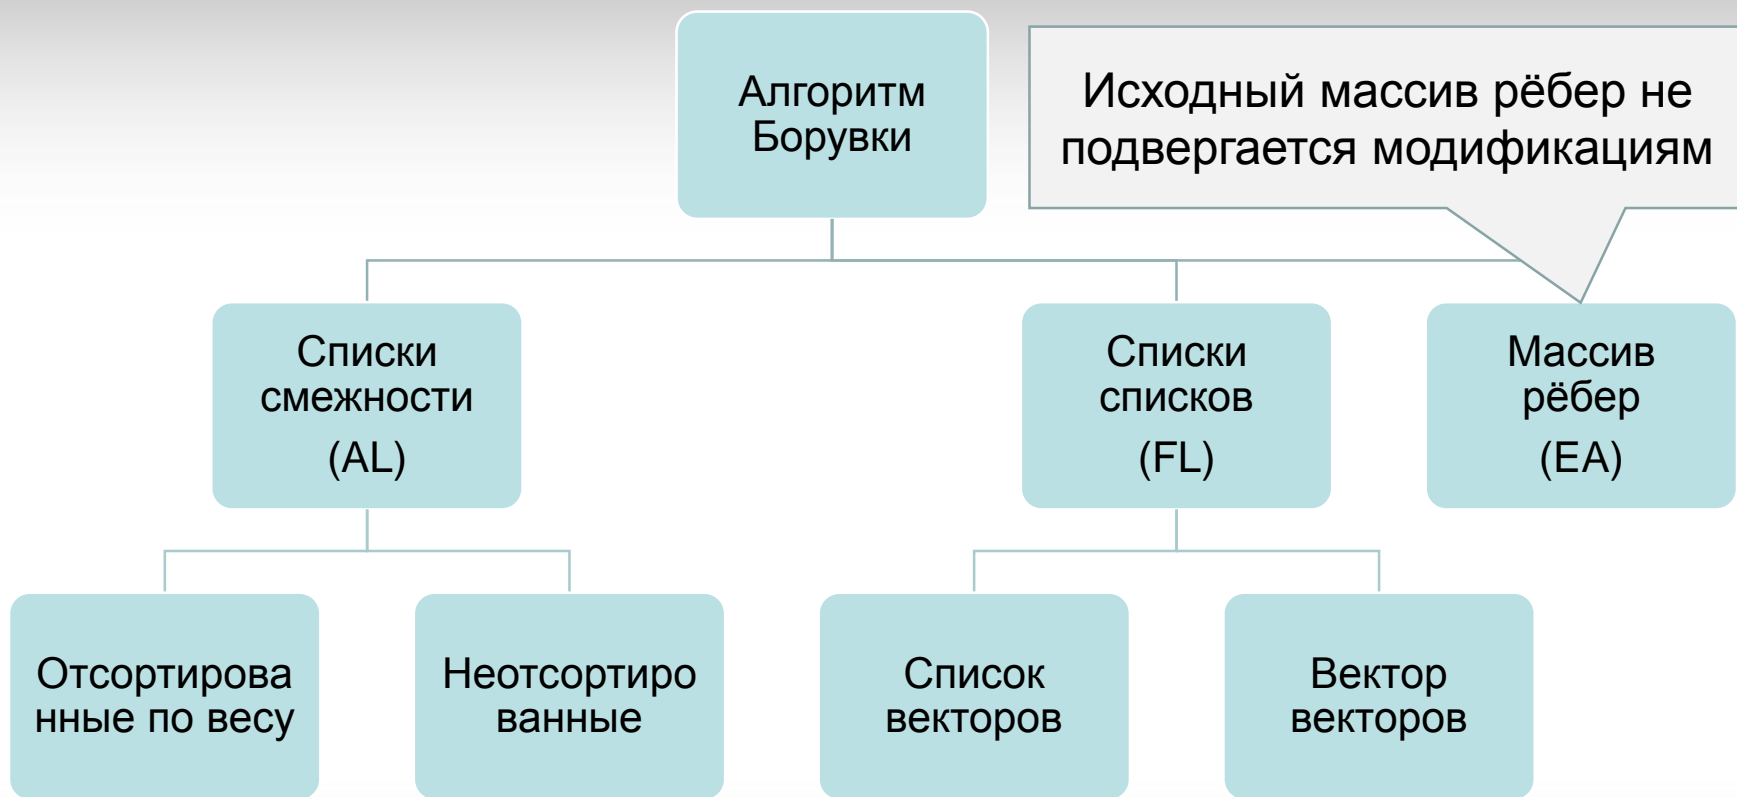 Алгоритм
Борувки
Исходный массив рёбер не
подвергается модификациям
Списки
смежности
(AL)
Списки
списков
(FL)
Массив
рёбер
(EA)
Отсортирова
нные по весу
Неотсортиро
ванные
Список
векторов
Вектор
векторов